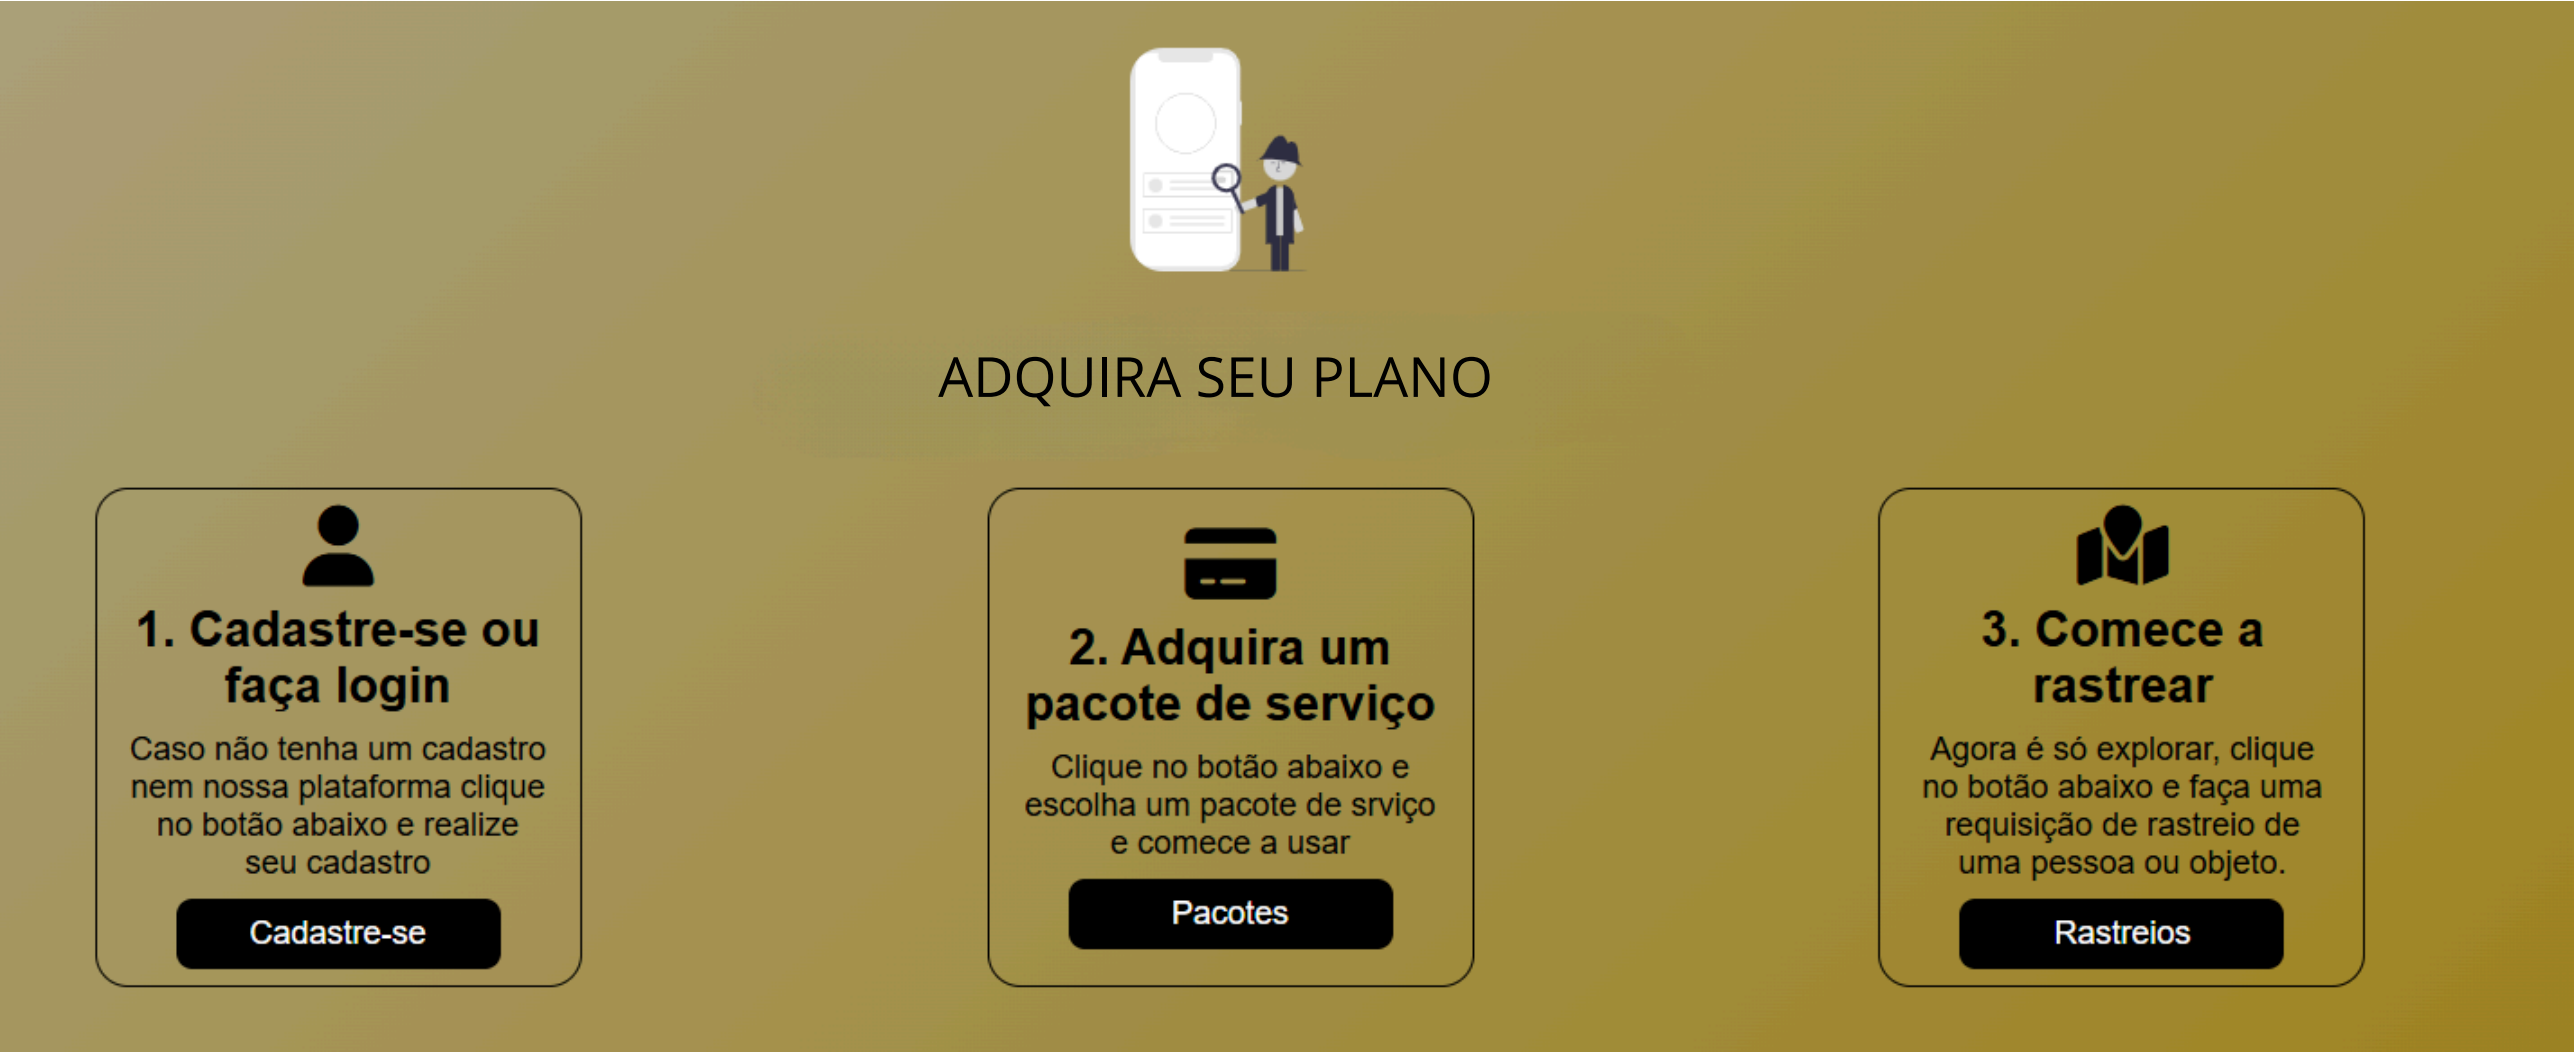 ADQUIRA SEU PLANO
1. Cadastre-se ou
faça login
Caso não tenha um cadastro
nem nossa plataforma clique
no botão abaixo e realize
seu cadastro
Cadastre-se
2. Adquira um
pacote de serviço
Clique no botão abaixo e
escolha um pacote de srviço
e comece a usar
Pacotes
3. Comece a
rastrear
Agora é só explorar, clique
no botão abaixo e faça uma
requisição de rastreio de
uma pessoa ou objeto.
Rastreios